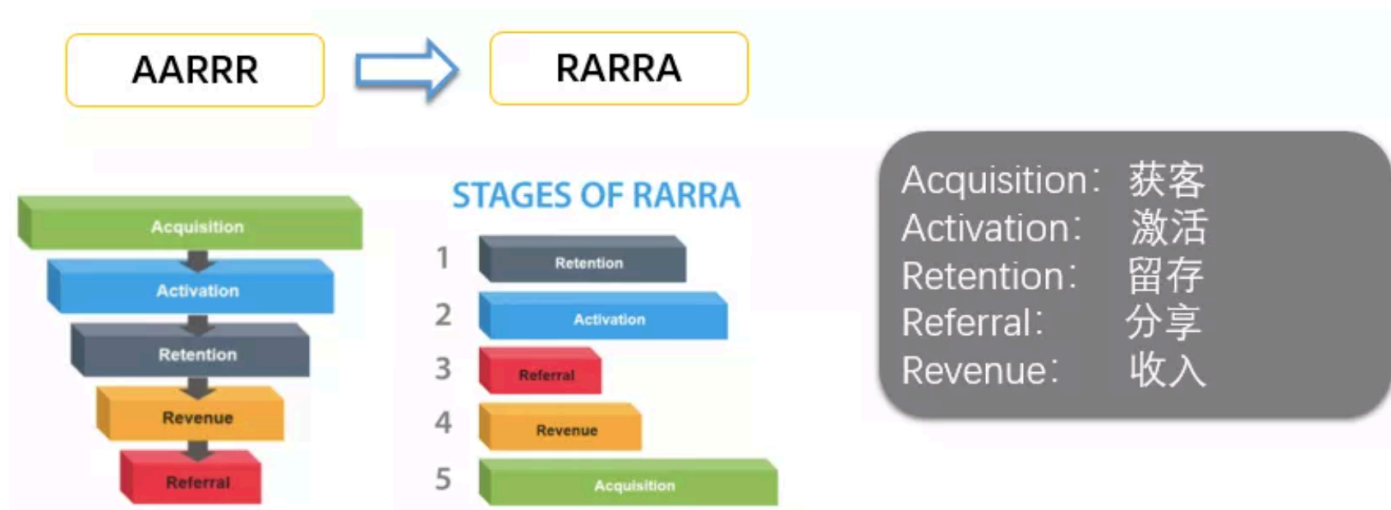 AARRR
RARRA
Acquisition
Activation
Retention
Revenue
Referral
STAGES OF RARRA
1 Retention
2 Activation
3 Referral
4 Revenue
5 Acquisition
Acquisition： 获客
Activation： 激活
Retention： 留存
Referral： 分享
Revenue： 收入